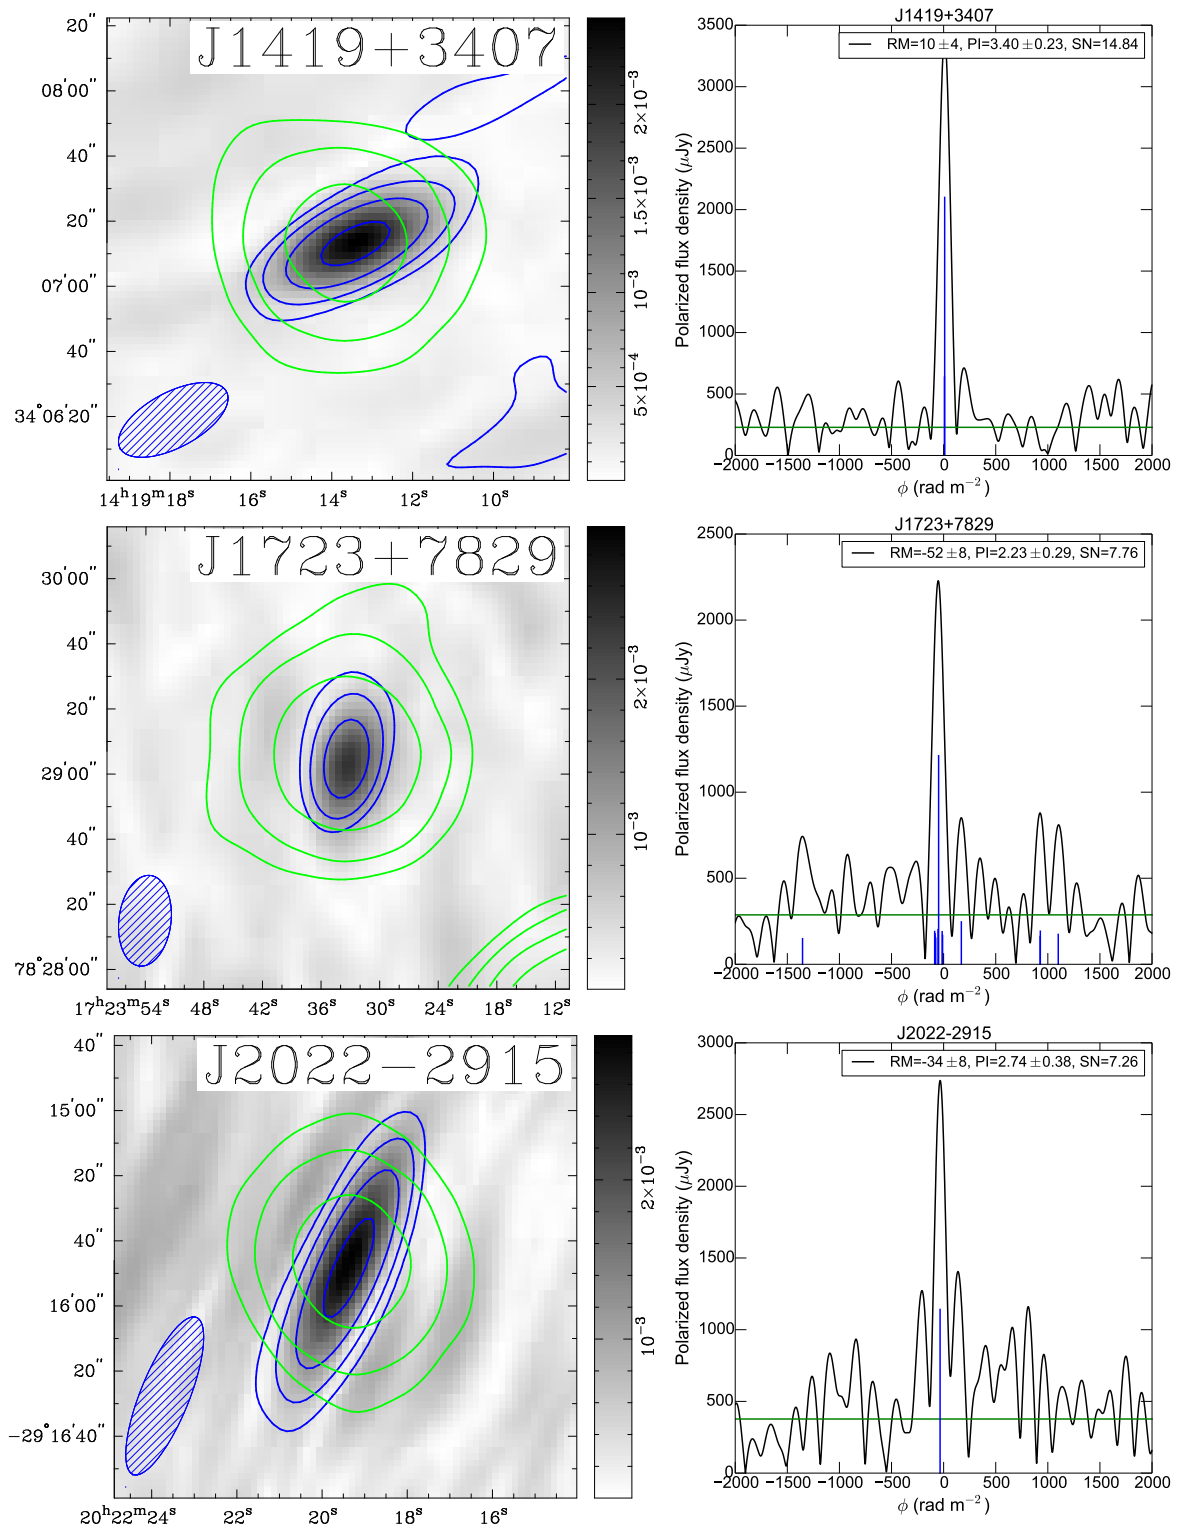 J1419+3407
20''
08'00''
40''
20''
07'00''
40''
34°06'20''
14h19m18s 16s 14s 12s 10s
2×10−3
1.5×10−3
10−3
5×10−4
J1419+3407
RM=10 ±4, PI=3.40 ±0.23, SN=14.84
Polarized flux density (μJy)
3500
3000
2500
2000
1500
1000
500
0
−2000 −1500 −1000 −500 0 500 1000 1500 2000
ϕ (rad m−2)
J1723+7829
30'00''
40''
20''
29'00''
40''
20''
78°28'00''
17h23m54s 48s 42s 36s 30s 24s 18s 12s
2×10−3
10−3
J1723+7829
RM=-52 ±8, PI=2.23 ±0.29, SN=7.76
Polarized flux density (μJy)
2500
2000
1500
1000
500
0
−2000 −1500 −1000 −500 0 500 1000 1500 2000
ϕ (rad m−2)
J2022−2915
40''
15'00''
20''
40''
16'00''
20''
−29°16'40''
20h22m24s 22s 20s 18s 16s
2×10−3
10−3
J2022-2915
RM=-34 ±8, PI=2.74 ±0.38, SN=7.26
Polarized flux density (μJy)
3000
2500
2000
1500
1000
500
0
−2000 −1500 −1000 −500 0 500 1000 1500 2000
ϕ (rad m−2)